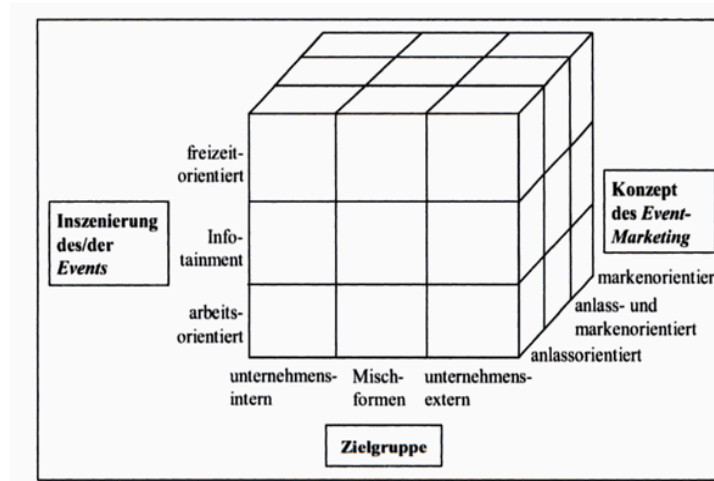 freizeit-
orientiert
Inszenierung
des/der
Events
Info-
tainment
arbeits-
orientiert
Konzept
des Event-
Marketing
markenorientiert
anlass- und
markenorientiert
anlassorientiert
unternehmens-
intern
Misch-
formen
unternehmens-
extern
Zielgruppe